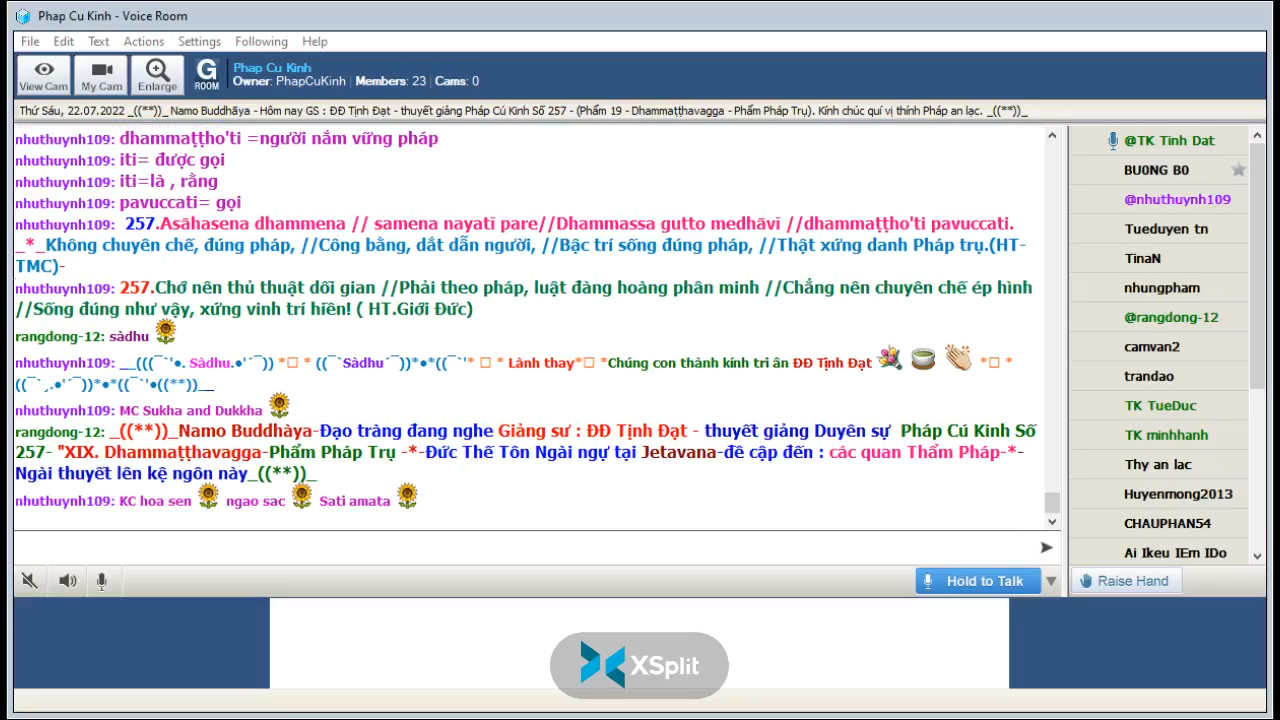 Phap Cu Kinh - Voice Room
File Edit Text Actions Settings Following Help
View Cam My Cam Enlarge G ROOM Phap Cu Kinh
Owner: PhapCuKinh | Members: 23 | Cams: 0
Thứ Sáu, 22.07.2022 _((**))_ Namo Buddhāya - Hôm nay GS : ĐĐ Tịnh Đạt - thuyết giảng Pháp Cú Kinh Số 257 - (Phẩm 19 - Dhammaṭṭhavagga - Phẩm Pháp Trụ). Kính chúc quí vị thính Pháp an lạc. _((**))_
nhuthuynh109: dhammaṭṭho'ti =người nắm vững pháp
nhuthuynh109: iti= được gọi
nhuthuynh109: iti=là , rằng
nhuthuynh109: pavuccati= gọi
nhuthuynh109: 257.Asāhasena dhammena // samena nayatī pare//Dhammassa gutto medhāvī //dhammaṭṭho'ti pavuccati.
_*_Không chuyên chế, đúng pháp, //Công bằng, dắt dẫn người, //Bậc trí sống đúng pháp, //Thật xứng danh Pháp trụ.(HT-
TMC)-
nhuthuynh109: 257.Chớ nên thủ thuật dối gian //Phải theo pháp, luật đàng hoàng phân minh //Chẳng nên chuyên chế ép hình
//Sống đúng như vậy, xứng vinh trí hiền! ( HT.Giới Đức)
rangdong-12: sàdhu
nhuthuynh109: __(((¯`'•. Sàdhu.•'´¯)) *□ * ((¯`Sàdhu´¯))*•*((¯`'* □ * Lành thay*□ *Chúng con thành kính tri ân ĐĐ Tịnh Đạt *□ *
((¯`¸.•'´¯))*•*((¯`'•((**))__
nhuthuynh109: MC Sukha and Dukkha
rangdong-12: _((**))_Namo Buddhàya-Đạo tràng đang nghe Giảng sư : ĐĐ Tịnh Đạt - thuyết giảng Duyên sự Pháp Cú Kinh Số
257- "XIX. Dhammaṭṭhavagga-Phẩm Pháp Trụ -*-Đức Thế Tôn Ngài ngự tại Jetavana-đề cập đến : các quan Thẩm Pháp-*-
Ngài thuyết lên kệ ngôn này_((**))_
nhuthuynh109: KC hoa sen ngao sac Sati amata
Hold to Talk
@TK Tinh Dat
BU0NG B0
@nhuthuynh109
Tueduyen tn
TinaN
nhungpham
@rangdong-12
camvan2
trandao
TK TueDuc
TK minhhanh
Thy an lac
Huyenmong2013
CHAUPHAN54
Ai Ikeu IEm IDo
Raise Hand
XSplit